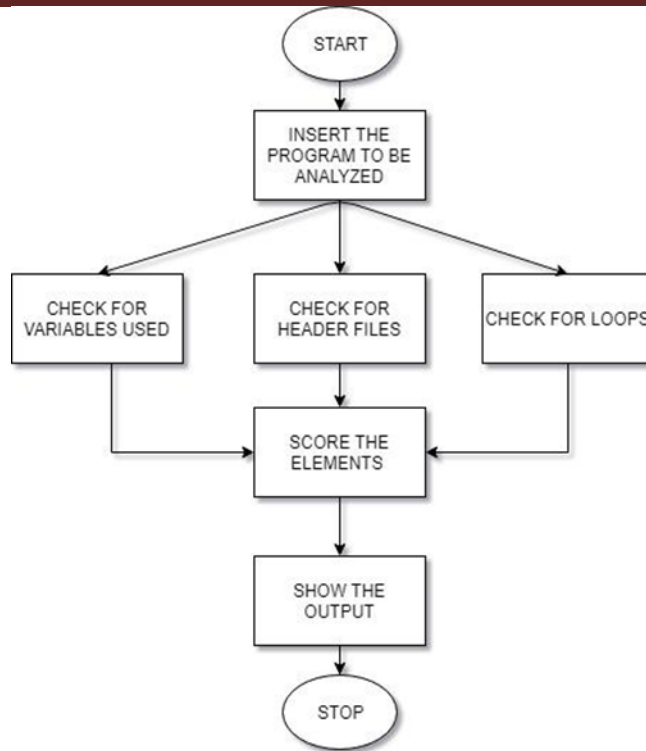 START
INSERT THE
PROGRAM TO BE
ANALYZED
CHECK FOR
VARIABLES USED
CHECK FOR
HEADER FILES
CHECK FOR LOOPS
SCORE THE
ELEMENTS
SHOW THE
OUTPUT
STOP